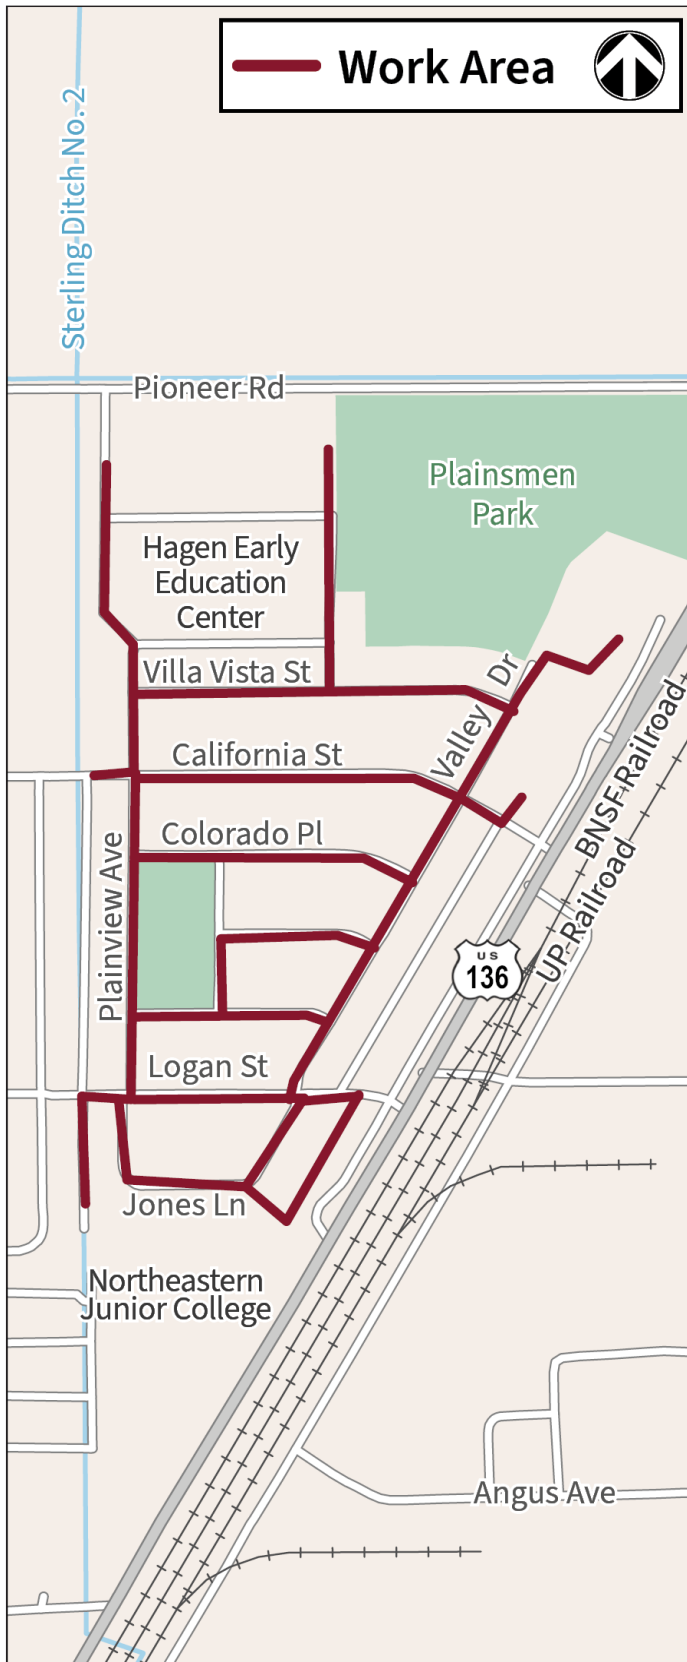 Work Area
Sterling Ditch No. 2
Pioneer Rd
Plainsmen
Park
Hagen Early
Education
Center
Villa Vista St
Valley Dr
California St
BNSF Railroad
Colorado Pl
UP Railroad
Plainview Ave
US
136
Logan St
Jones Ln
Northeastern
Junior College
Angus Ave